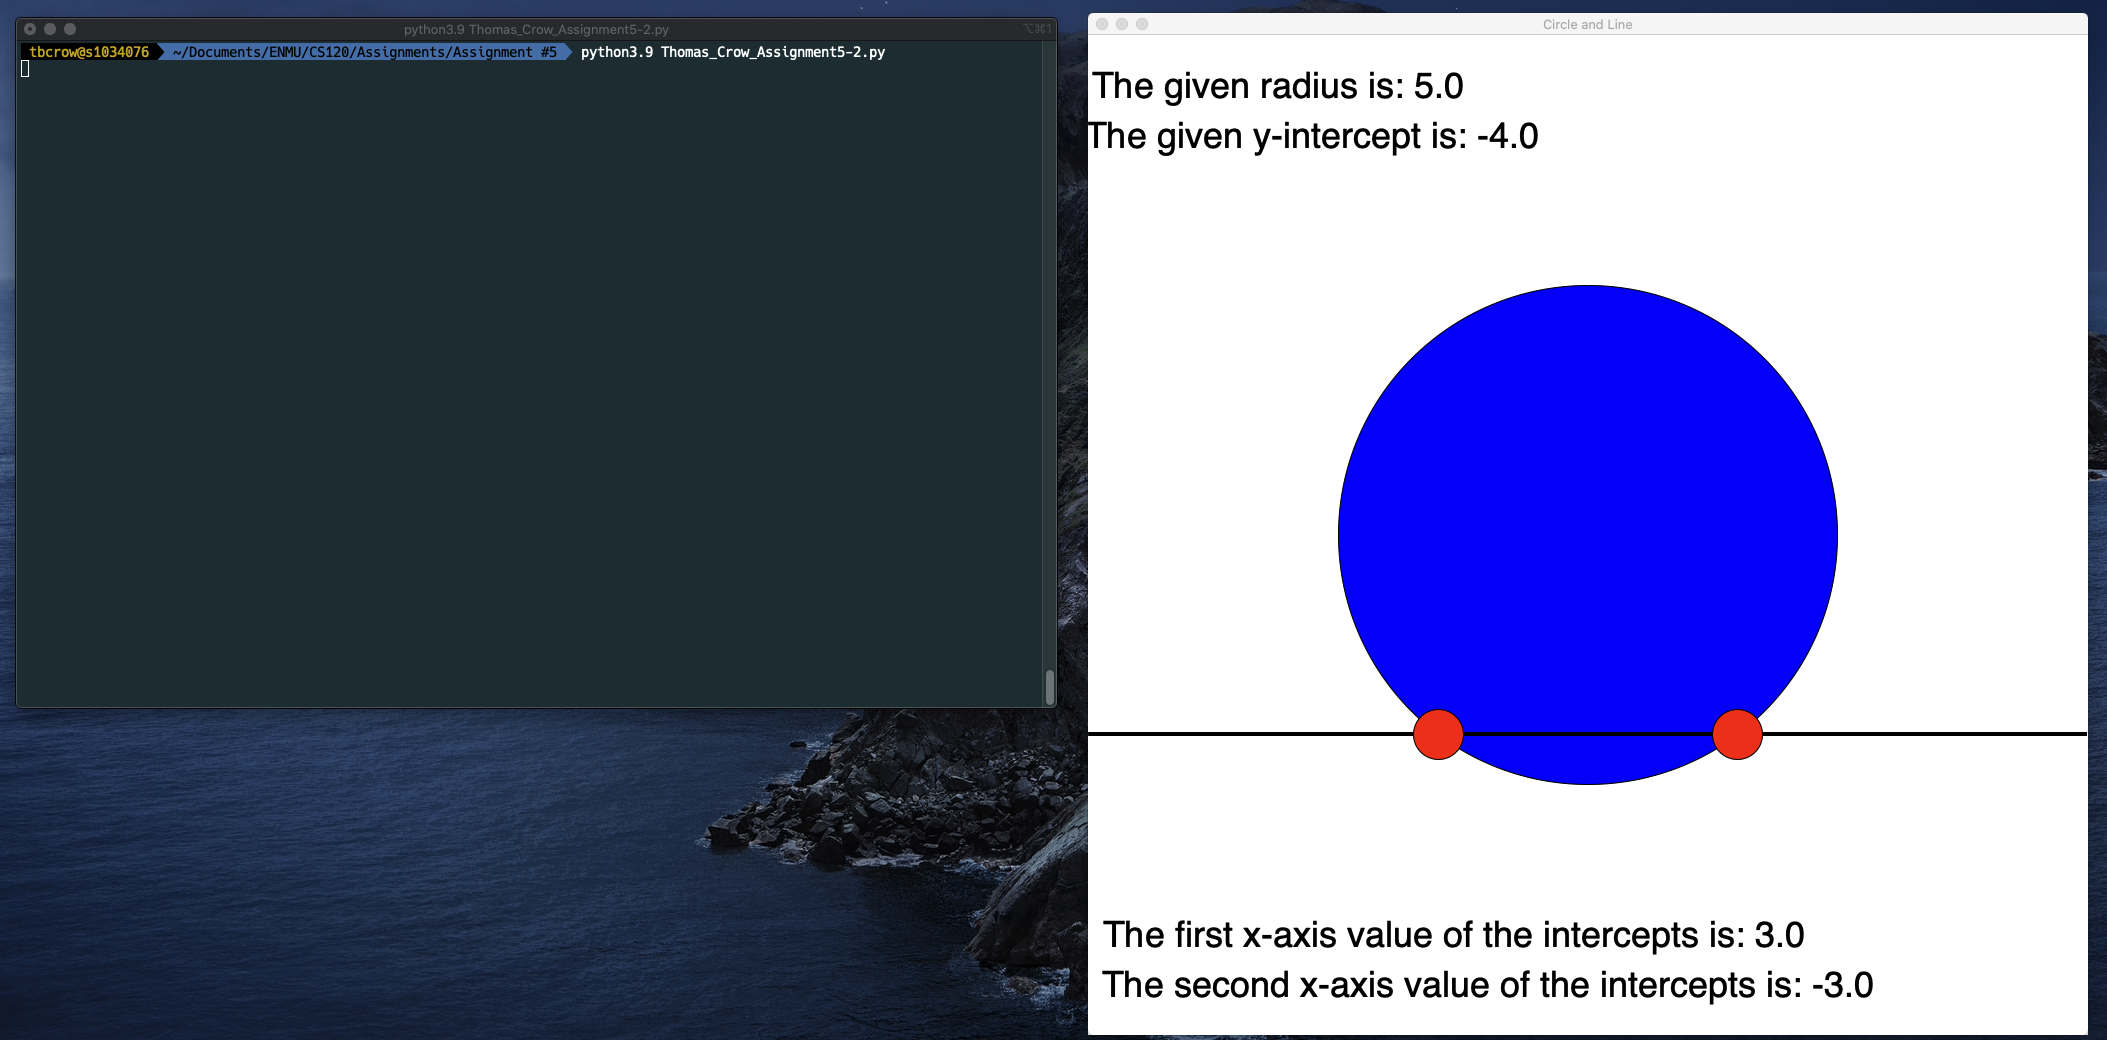 python3.9 Thomas_Crow_Assignment5-2.py
⌥⌘1
tbcrow@s1034076 ~/Documents/ENMU/CS120/Assignments/Assignment #5 python3.9 Thomas_Crow_Assignment5-2.py
Circle and Line
The given radius is: 5.0
The given y-intercept is: -4.0
The first x-axis value of the intercepts is: 3.0
The second x-axis value of the intercepts is: -3.0